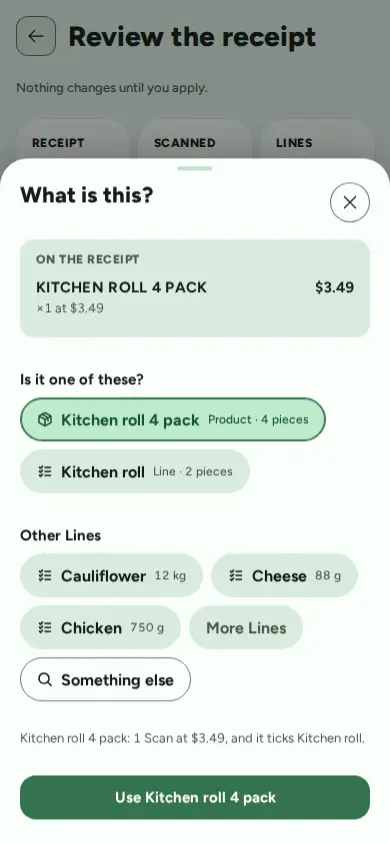 Review the receipt
Nothing changes until you apply.
RECEIPT
SCANNED
LINES
What is this?
ON THE RECEIPT
KITCHEN ROLL 4 PACK $3.49
×1 at $3.49
Is it one of these?
Kitchen roll 4 pack Product · 4 pieces
Kitchen roll Line · 2 pieces
Other Lines
Cauliflower 12 kg
Cheese 88 g
Chicken 750 g
More Lines
Something else
Kitchen roll 4 pack: 1 Scan at $3.49, and it ticks Kitchen roll.
Use Kitchen roll 4 pack